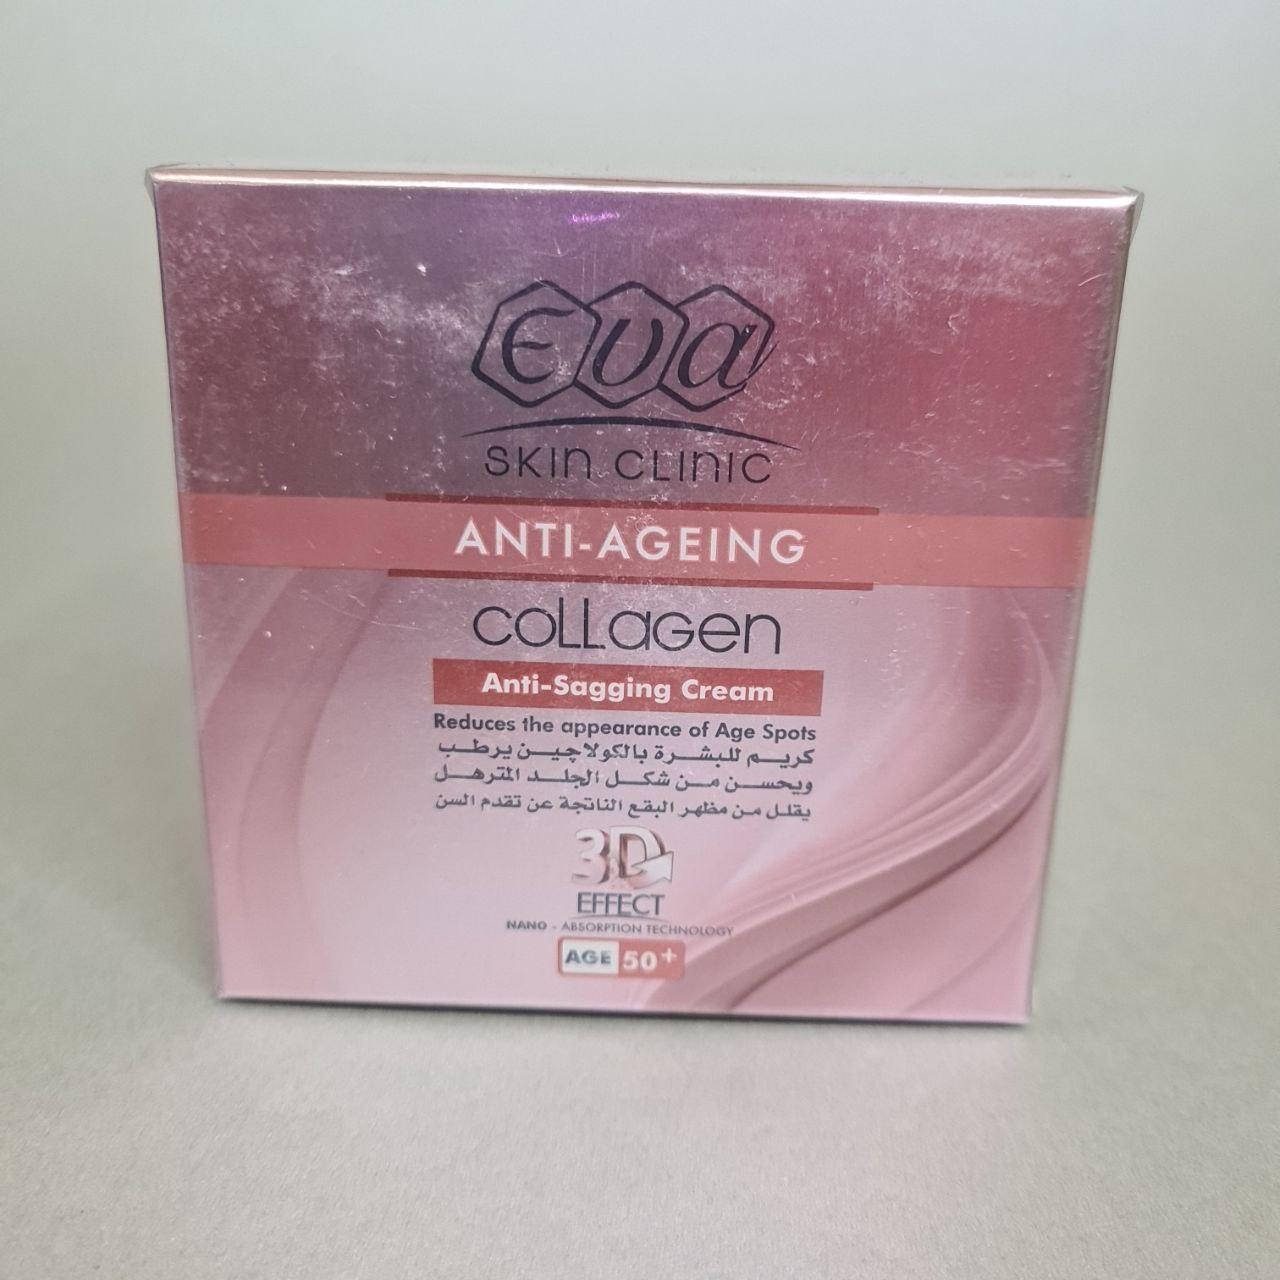 Eva
SKIN CLINIC
ANTI-AGEING
collagen
Anti-Sagging Cream
Reduces the appearance of Age Spots
كريم للبشرة بالكولاجين يرطب
ويحسن من شكل الجلد المترهل
يقلل من مظهر البقع الناتجة عن تقدم السن
3D
EFFECT
NANO - ABSORPTION TECHNOLOGY
AGE 50+